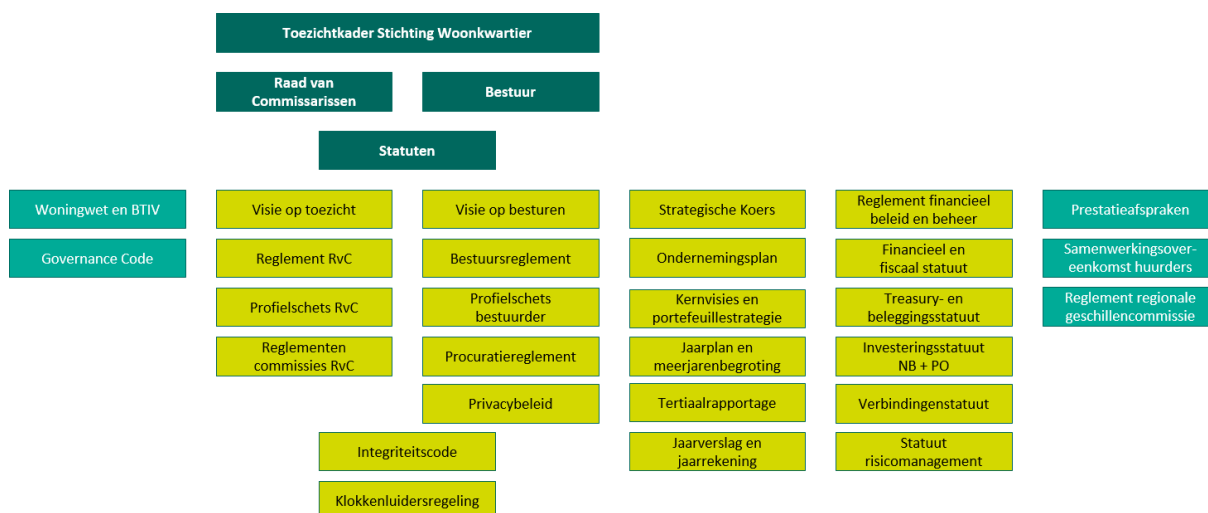 Toezichtkader Stichting Woonkwartier
Raad van
Commissarissen
Bestuur
Statuten
Woningwet en BTIV
Governance Code
Visie op toezicht
Reglement RvC
Profielschets RvC
Reglementen
commissies RvC
Visie op besturen
Bestuursreglement
Profielschets
bestuurder
Procuratiereglement
Privacybeleid
Integriteitscode
Klokkenluidersregeling
Strategische Koers
Ondernemingsplan
Kernvisies en
portefeuillestrategie
Jaarplan en
meerjarenbegroting
Tertiaalrapportage
Jaarverslag en
jaarrekening
Reglement financieel
beleid en beheer
Financieel en
fiscaal statuut
Treasury- en
beleggingsstatuut
Investeringsstatuut
NB + PO
Verbindingenstatuut
Statuut
risicomanagement
Prestatieafspraken
Samenwerkingsover-
eenkomst huurders
Reglement regionale
geschillencommissie